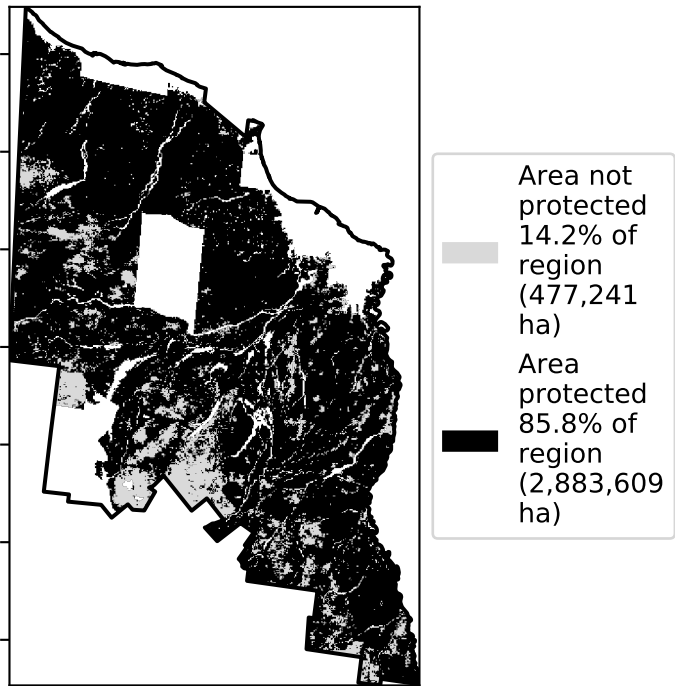 Area not
protected
14.2% of
region
(477,241
ha)
Area
protected
85.8% of
region
(2,883,609
ha)